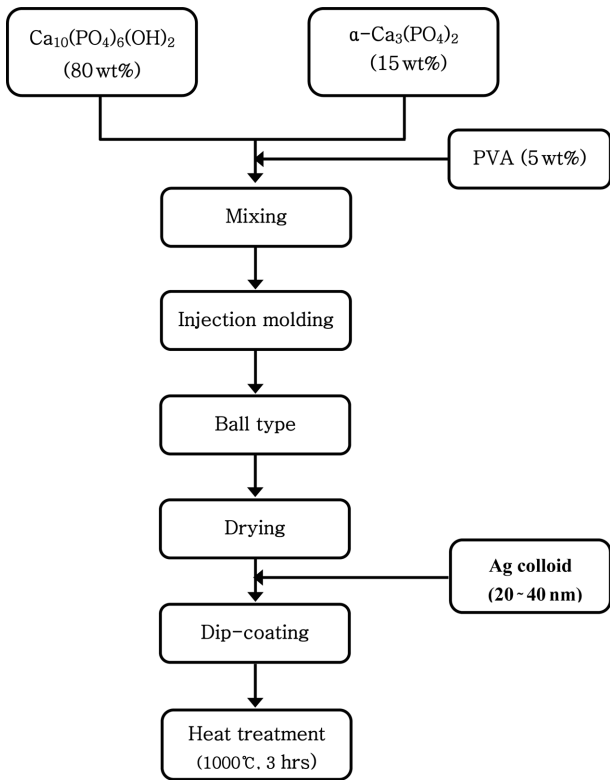 Ca₁₀(PO₄)₆(OH)₂
(80 wt%)
α-Ca₃(PO₄)₂
(15 wt%)
PVA (5 wt%)
Mixing
Injection molding
Ball type
Drying
Ag colloid
(20~40 nm)
Dip-coating
Heat treatment
(1000℃, 3 hrs)